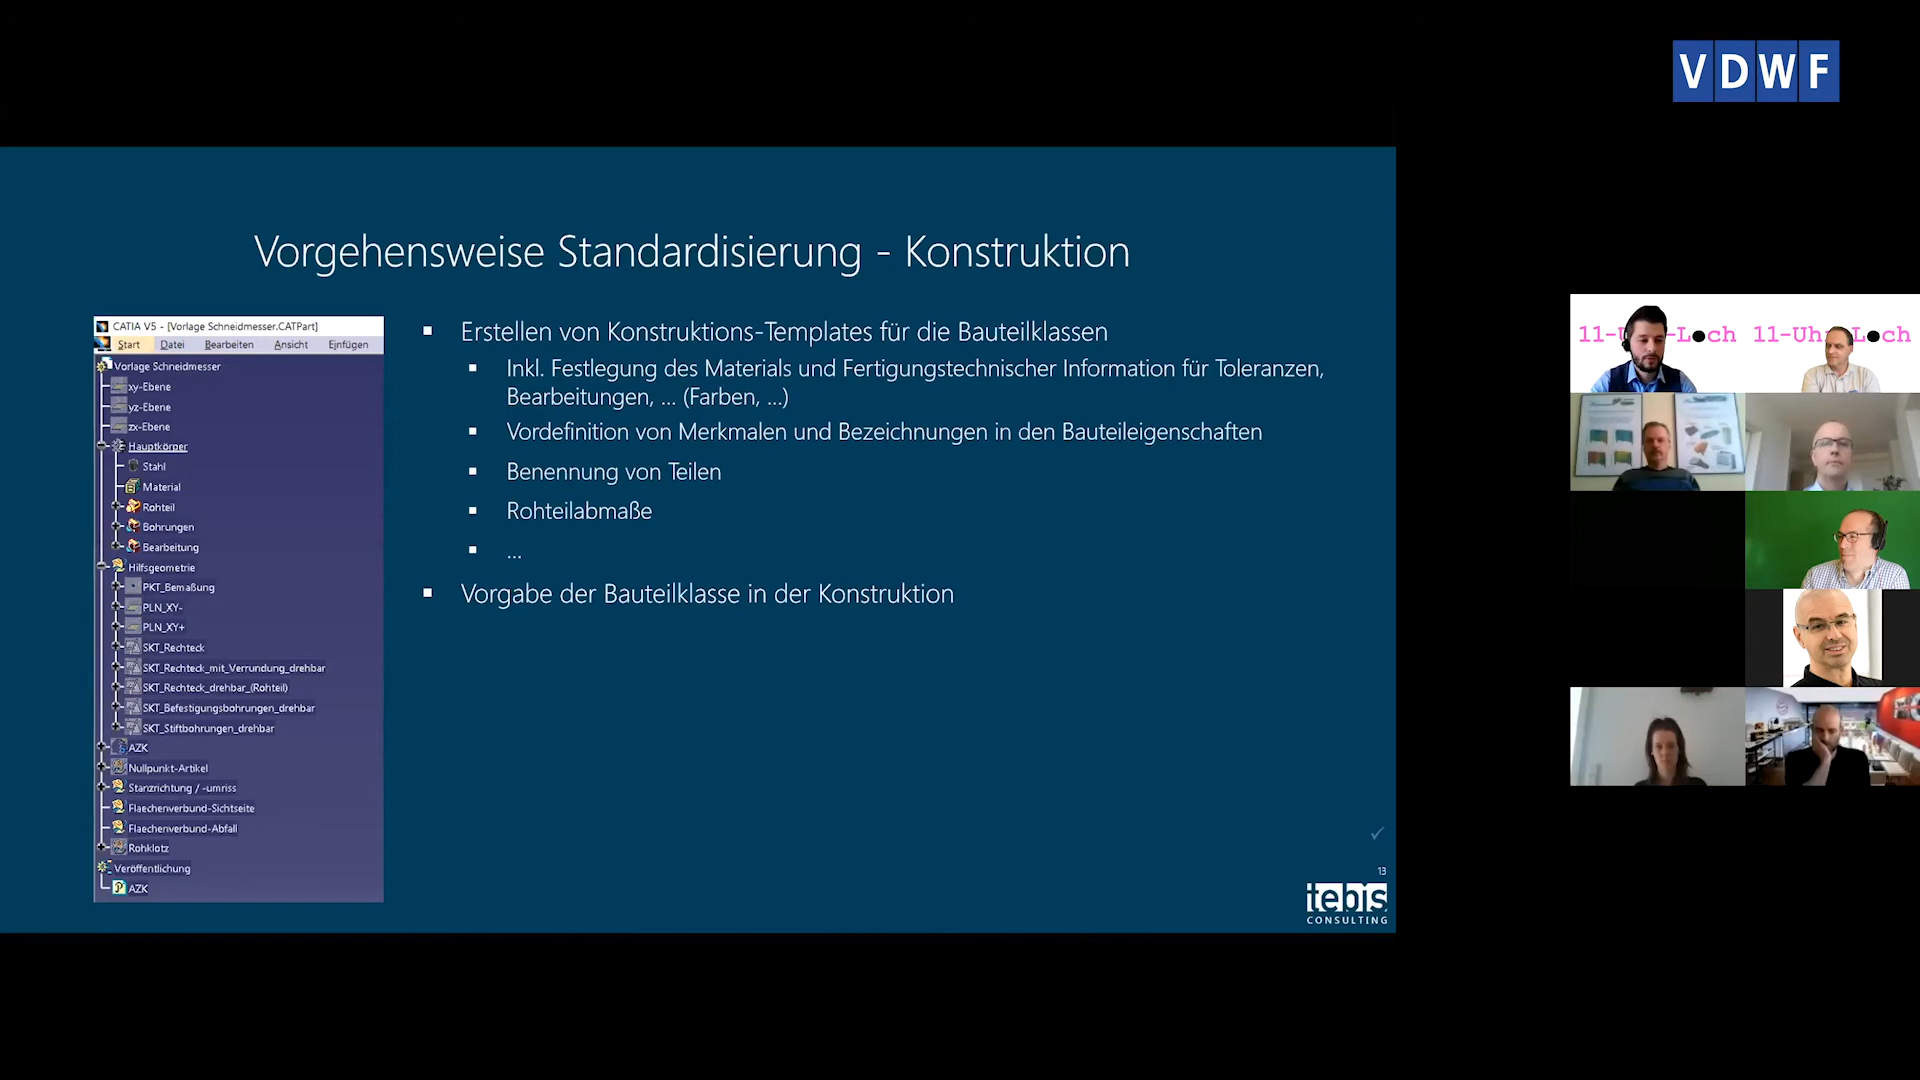 VDWF
Vorgehensweise Standardisierung - Konstruktion
CATIA V5 - [Vorlage Schneidmesser.CATPart]
Start Datei Bearbeiten Ansicht Einfügen
Vorlage Schneidmesser
xy-Ebene
yz-Ebene
zx-Ebene
Hauptkörper
Stahl
Material
Rohteil
Bohrungen
Bearbeitung
Hilfsgeometrie
PKT_Bemaßung
PLN_XY-
PLN_XY+
SKT_Rechteck
SKT_Rechteck_mit_Verrundung_drehbar
SKT_Rechteck_drehbar_(Rohteil)
SKT_Befestigungsbohrungen_drehbar
SKT_Stiftbohrungen_drehbar
AZK
Nullpunkt-Artikel
Stanzrichtung / -umriss
Flaechenverbund-Sichtseite
Flaechenverbund-Abfall
Rohklotz
Veröffentlichung
AZK
▪ Erstellen von Konstruktions-Templates für die Bauteilklassen
▪ Inkl. Festlegung des Materials und Fertigungstechnischer Information für Toleranzen,
Bearbeitungen, ... (Farben, ...)
▪ Vordefinition von Merkmalen und Bezeichnungen in den Bauteileigenschaften
▪ Benennung von Teilen
▪ Rohteilabmaße
▪ ...
▪ Vorgabe der Bauteilklasse in der Konstruktion
13
tebis
CONSULTING